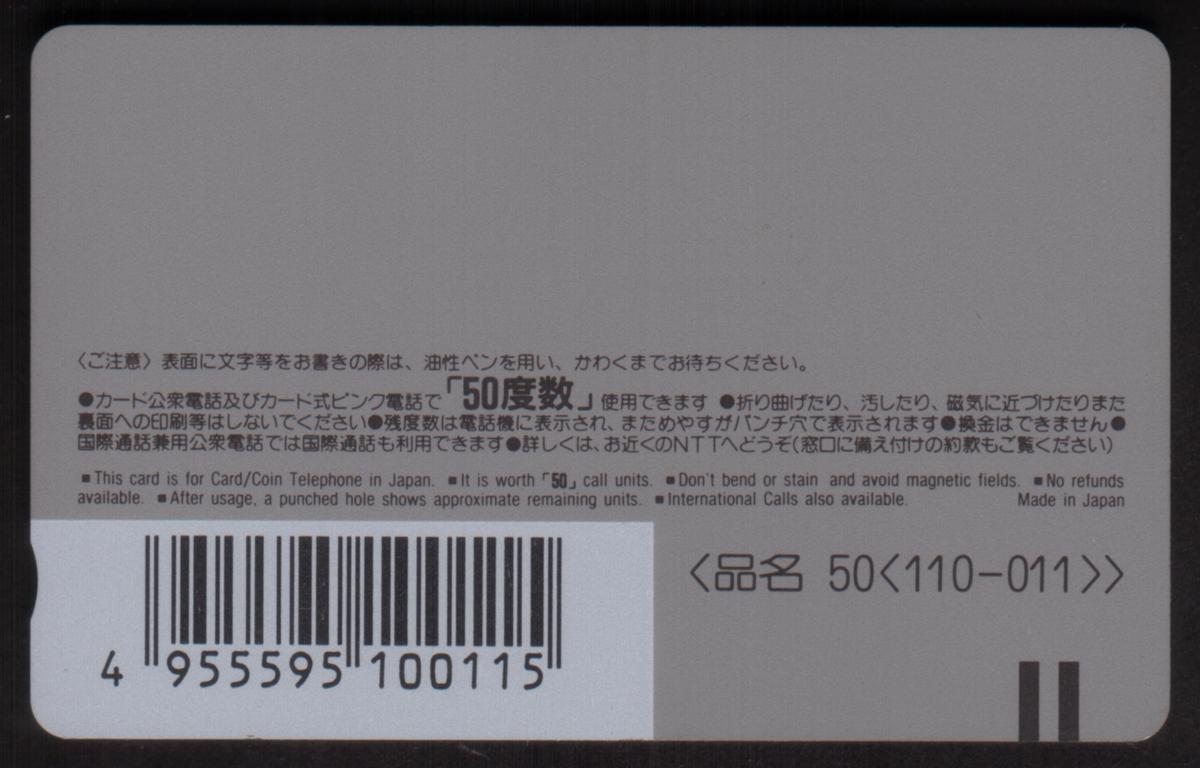 〈ご注意〉表面に文字等をお書きの際は、油性ペンを用い、かわくまでお待ちください。
●カード公衆電話及びカード式ピンク電話で「50度数」使用できます ●折り曲げたり、汚したり、磁気に近づけたりまた
裏面への印刷等はしないでください●残度数は電話機に表示され、まためやすがパンチ穴で表示されます●換金はできません●
国際通話兼用公衆電話では国際通話も利用できます●詳しくは、お近くのNTTへどうぞ(窓口に備え付けの約款もご覧ください)
■This card is for Card/Coin Telephone in Japan. ■It is worth「50」call units. ■Don't bend or stain and avoid magnetic fields. ■No refunds
available. ■After usage, a punched hole shows approximate remaining units. ■International Calls also available. Made in Japan
〈品名 50〈110-011〉〉
4 955595 100115